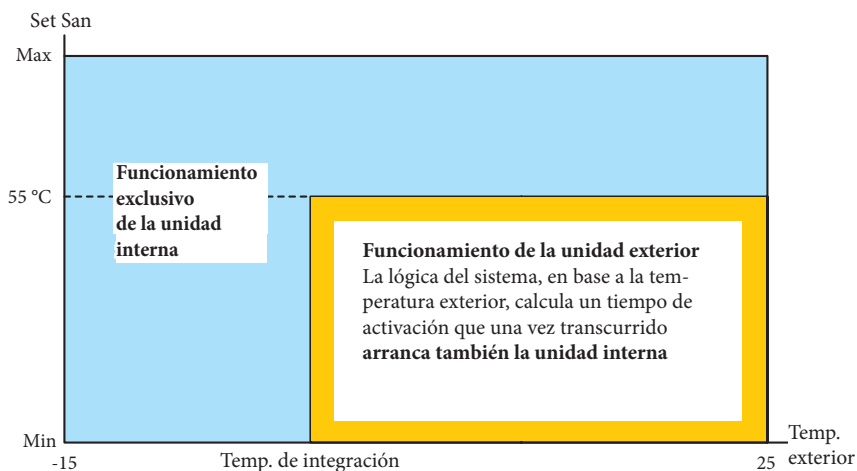 Set San
Max
Funcionamiento
exclusivo
de la unidad
interna
55 °C
Funcionamiento de la unidad exterior
La lógica del sistema, en base a la tem-
peratura exterior, calcula un tiempo de
activación que una vez transcurrido
arranca también la unidad interna
Min
-15
Temp. de integración
25
Temp.
exterior